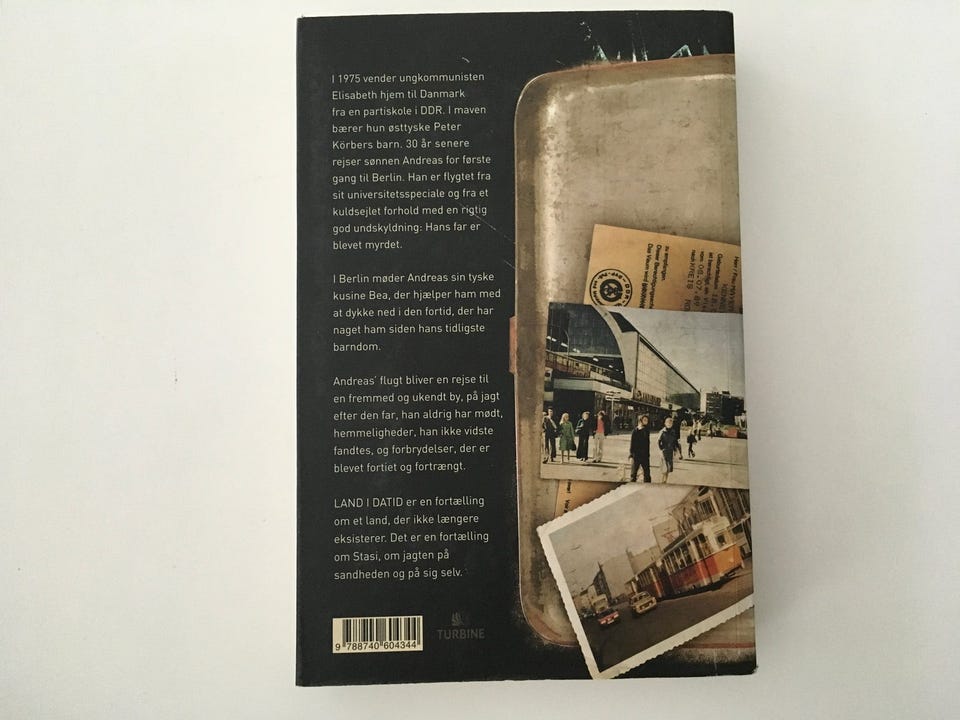 I 1975 vender ungkommunisten
Elisabeth hjem til Danmark
fra en partiskole i DDR. I maven
bærer hun østtyske Peter
Körbers barn. 30 år senere
rejser sønnen Andreas for første
gang til Berlin. Han er flygtet fra
sit universitetsspeciale og fra et
kuldsejlet forhold med en rigtig
god undskyldning: Hans far er
blevet myrdet.
I Berlin møder Andreas sin tyske
kusine Bea, der hjælper ham med
at dykke ned i den fortid, der har
naget ham siden hans tidligste
barndom.
Andreas’ flugt bliver en rejse til
en fremmed og ukendt by, på jagt
efter den far, han aldrig har mødt,
hemmeligheder, han ikke vidste
fandtes, og forbrydelser, der er
blevet fortiet og fortrængt.
LAND I DATID er en fortælling
om et land, der ikke længere
eksisterer. Det er en fortælling
om Stasi, om jagten på
sandheden og på sig selv.
9 788740 604344
TURBINE